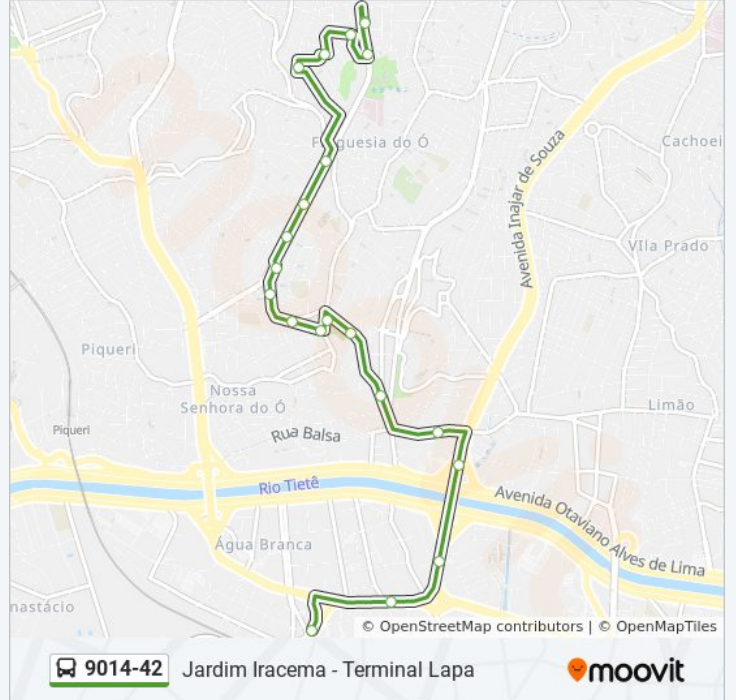 Freguesia do Ó
Cachoei
Avenida Inajar de Souza
VIla Prado
Piqueri
Nossa
Senhora do Ó
Limão
Piqueri
Rua Balsa
Rio Tietê
Avenida Otaviano Alves de Lima
Água Branca
nastácio
© OpenStreetMap contributors | © OpenMapTiles
9014-42 Jardim Iracema - Terminal Lapa
moovit